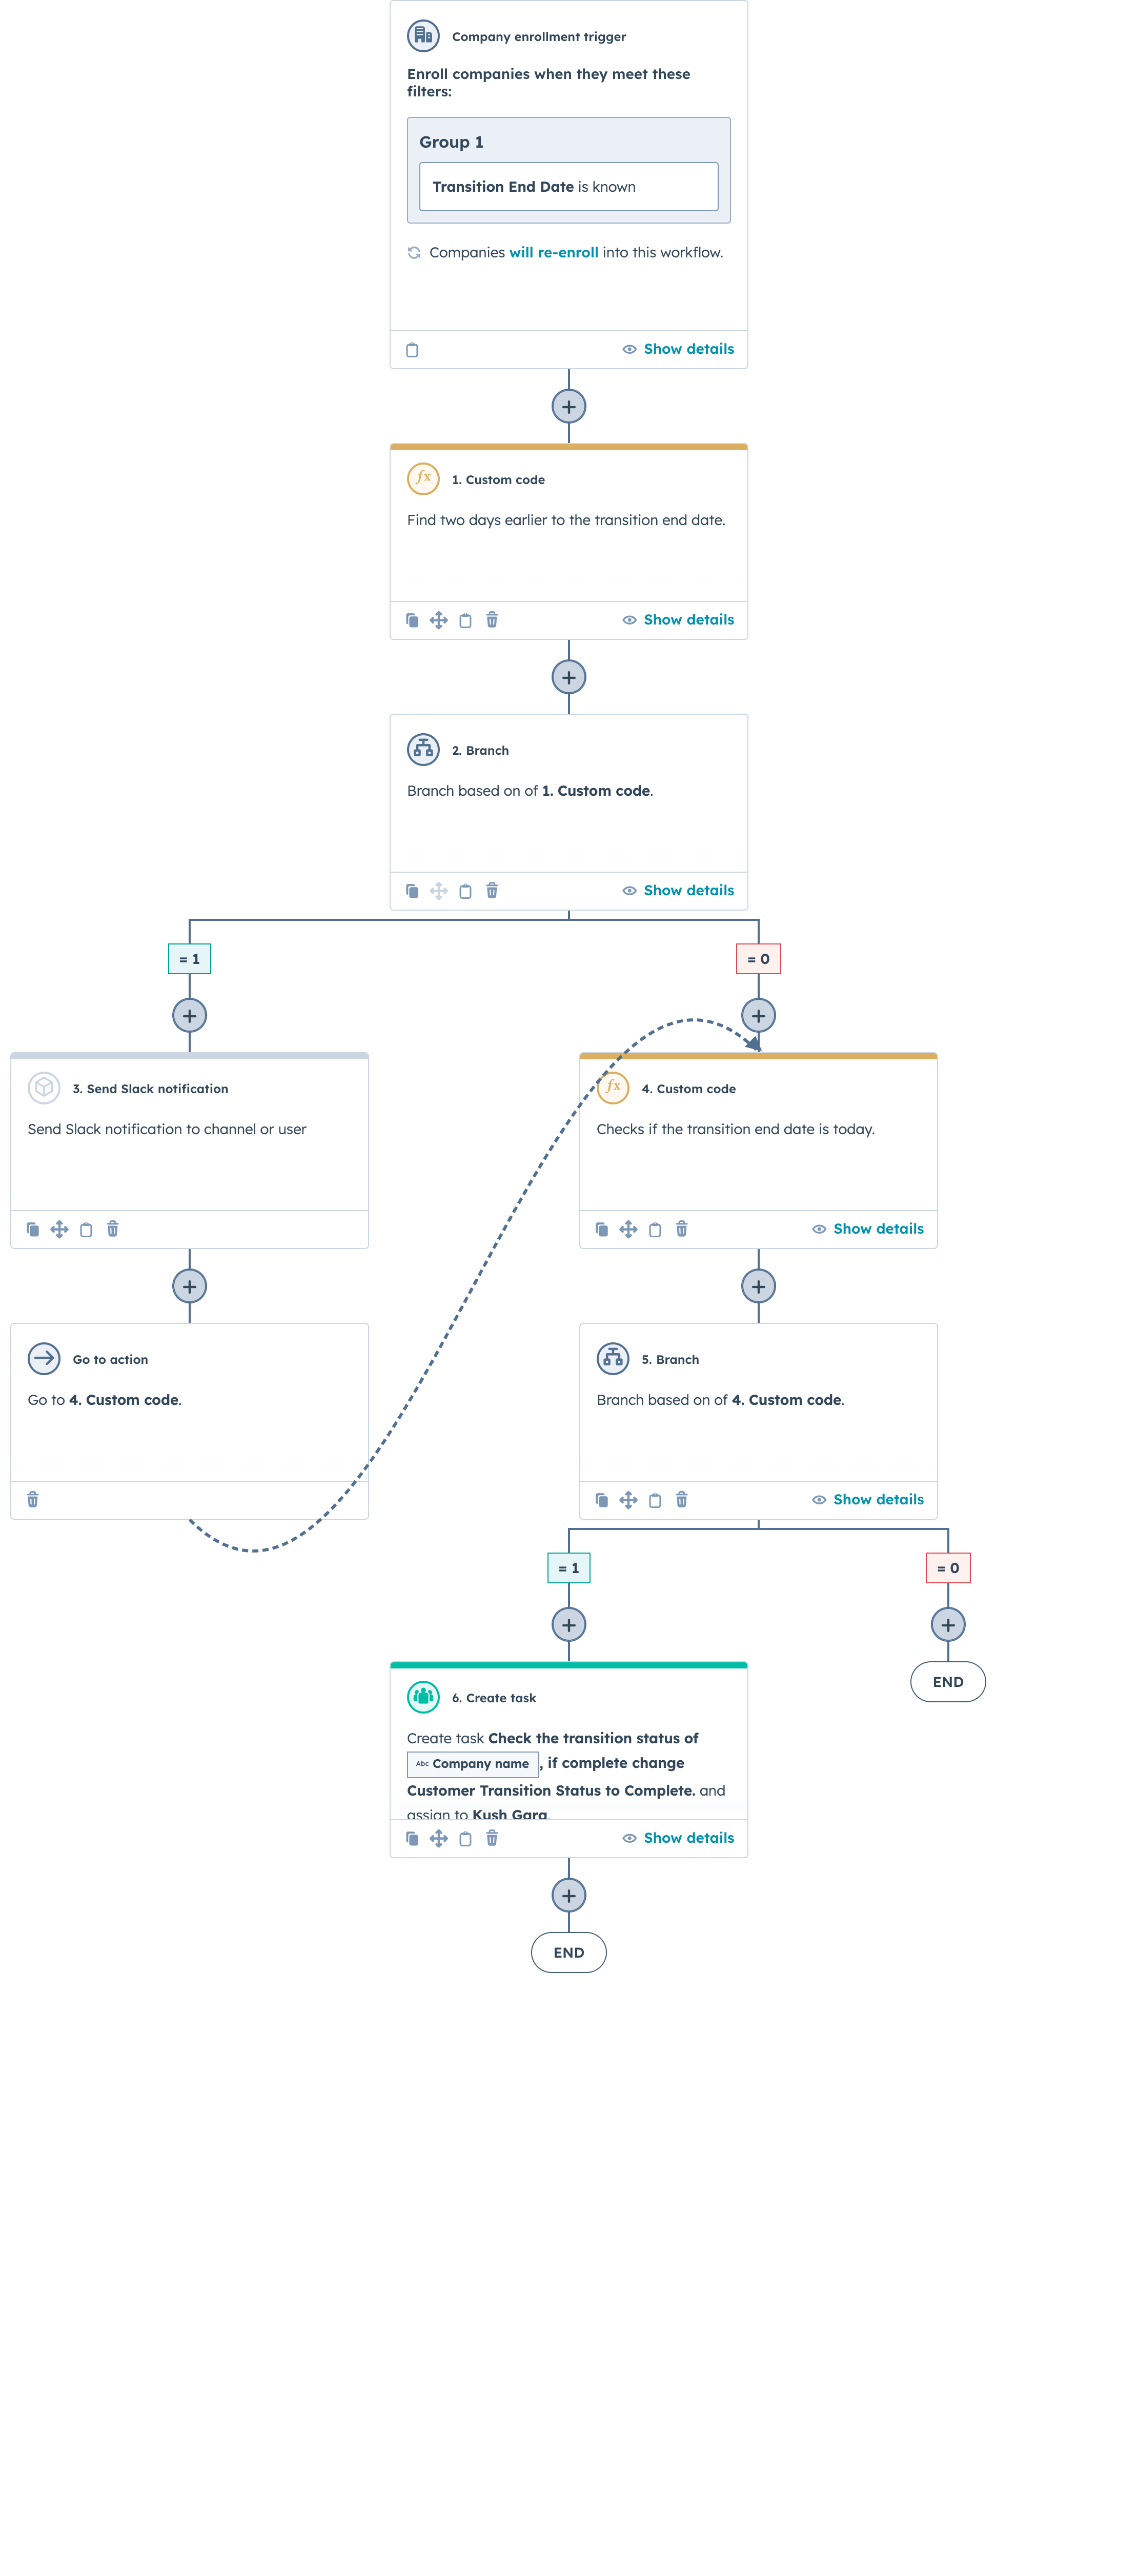 Company enrollment trigger
Enroll companies when they meet these
filters:
Group 1
Transition End Date is known
Companies will re-enroll into this workflow.
Show details
1. Custom code
Find two days earlier to the transition end date.
Show details
2. Branch
Branch based on of 1. Custom code.
Show details
= 1
= 0
3. Send Slack notification
Send Slack notification to channel or user
4. Custom code
Checks if the transition end date is today.
Show details
Go to action
Go to 4. Custom code.
5. Branch
Branch based on of 4. Custom code.
Show details
= 1
= 0
END
6. Create task
Create task Check the transition status of
Abc Company name , if complete change
Customer Transition Status to Complete. and
assign to Kush Garg.
Show details
END